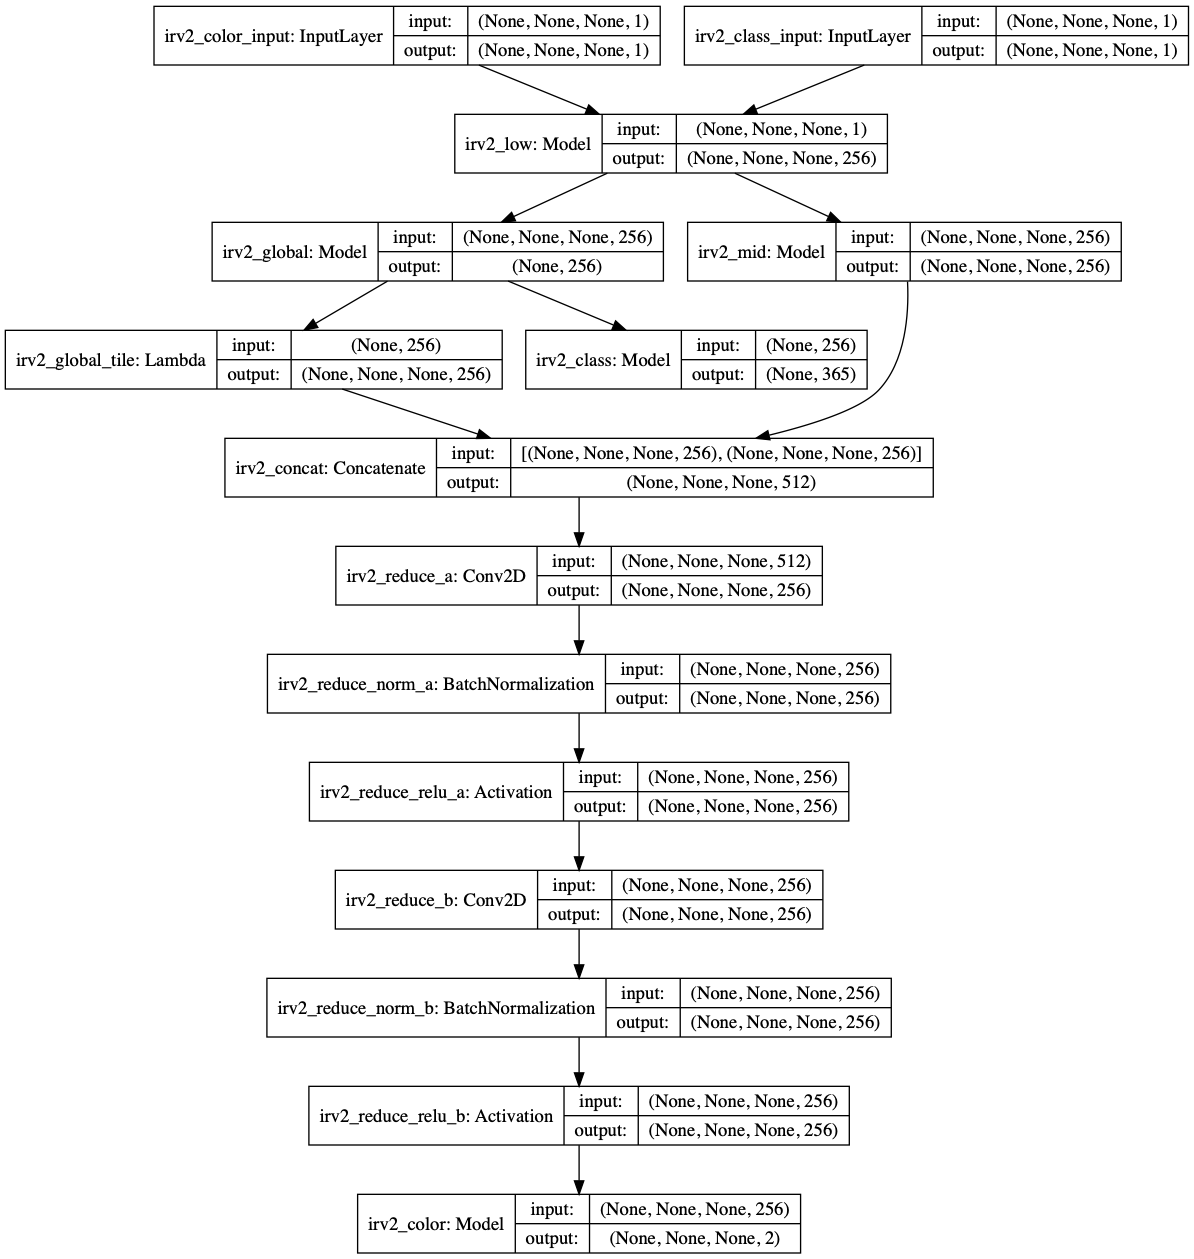 irv2_color_input: InputLayer
input: (None, None, None, 1)
output: (None, None, None, 1)
irv2_class_input: InputLayer
input: (None, None, None, 1)
output: (None, None, None, 1)
irv2_low: Model
input: (None, None, None, 1)
output: (None, None, None, 256)
irv2_global: Model
input: (None, None, None, 256)
output: (None, 256)
irv2_mid: Model
input: (None, None, None, 256)
output: (None, None, None, 256)
irv2_global_tile: Lambda
input: (None, 256)
output: (None, None, None, 256)
irv2_class: Model
input: (None, 256)
output: (None, 365)
irv2_concat: Concatenate
input: [(None, None, None, 256), (None, None, None, 256)]
output: (None, None, None, 512)
irv2_reduce_a: Conv2D
input: (None, None, None, 512)
output: (None, None, None, 256)
irv2_reduce_norm_a: BatchNormalization
input: (None, None, None, 256)
output: (None, None, None, 256)
irv2_reduce_relu_a: Activation
input: (None, None, None, 256)
output: (None, None, None, 256)
irv2_reduce_b: Conv2D
input: (None, None, None, 256)
output: (None, None, None, 256)
irv2_reduce_norm_b: BatchNormalization
input: (None, None, None, 256)
output: (None, None, None, 256)
irv2_reduce_relu_b: Activation
input: (None, None, None, 256)
output: (None, None, None, 256)
irv2_color: Model
input: (None, None, None, 256)
output: (None, None, None, 2)